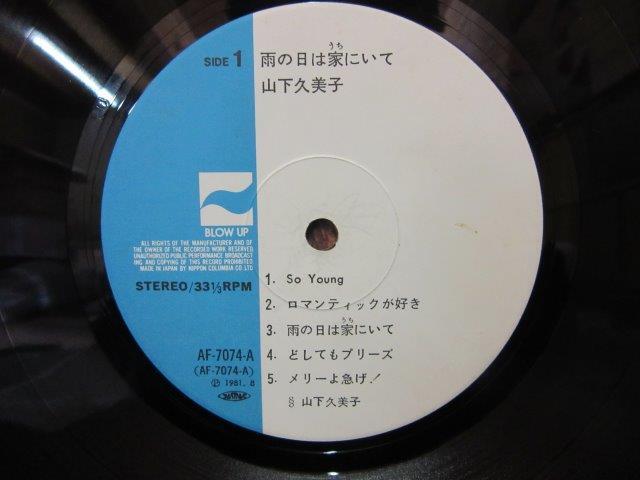 SIDE 1
雨の日は家にいて
うち
山下久美子
BLOW UP
ALL RIGHTS OF THE MANUFACTURER AND OF
THE OWNER OF THE RECORDED WORK RESERVED
UNAUTHORIZED PUBLIC PERFORMANCE BROADCAST
ING AND COPYING OF THIS RECORD PROHIBITED
MADE IN JAPAN BY NIPPON COLUMBIA CO LTD
STEREO/33⅓RPM
AF-7074-A
(AF-7074-A)
Ⓟ 1981. 8
1. So Young
2. ロマンティックが好き
うち
3. 雨の日は家にいて
4. どしてもプリーズ
5. メリーよ急げ!
§ 山下久美子